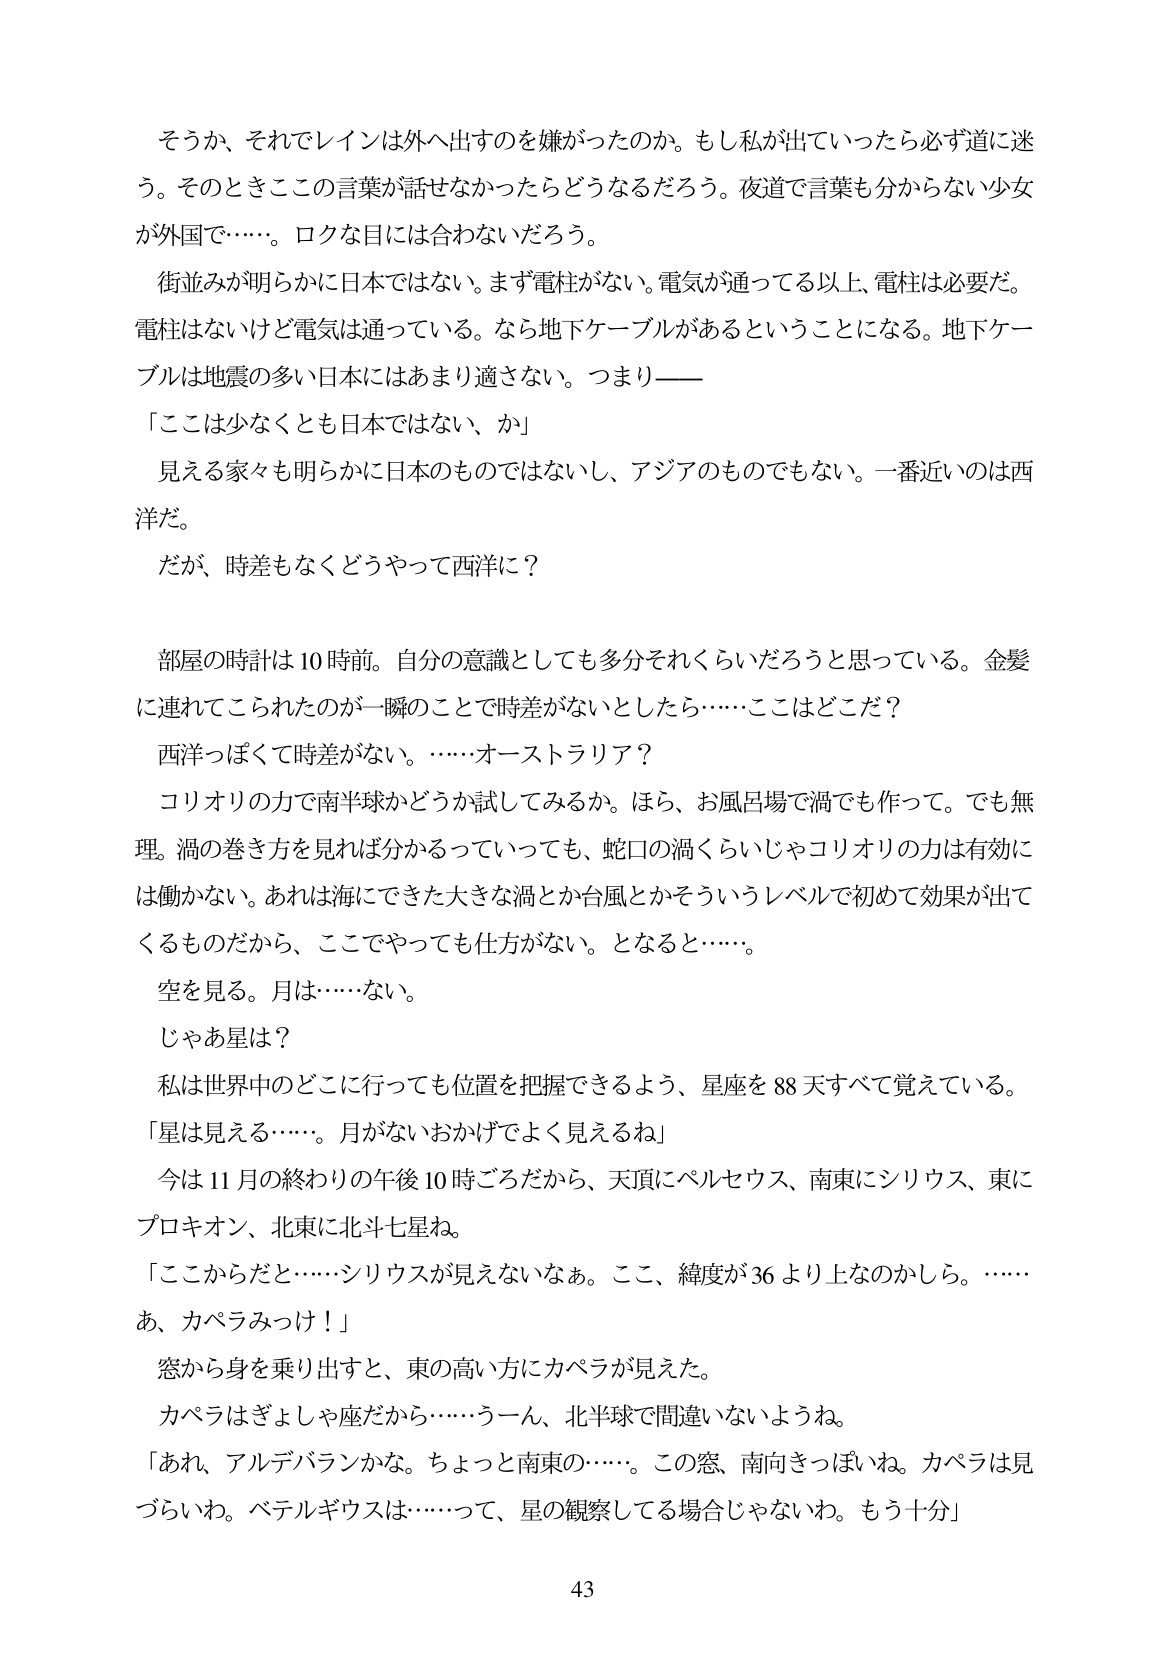 そうか、それでレインは外へ出すのを嫌がったのか。もし私が出ていったら必ず道に迷
う。そのときここの言葉が話せなかったらどうなるだろう。夜道で言葉も分からない少女
が外国で……。ロクな目には合わないだろう。
街並みが明らかに日本ではない。まず電柱がない。電気が通ってる以上、電柱は必要だ。
電柱はないけど電気は通っている。なら地下ケーブルがあるということになる。地下ケー
ブルは地震の多い日本にはあまり適さない。つまり――
「ここは少なくとも日本ではない、か」
見える家々も明らかに日本のものではないし、アジアのものでもない。一番近いのは西
洋だ。
だが、時差もなくどうやって西洋に？
部屋の時計は 10 時前。自分の意識としても多分それくらいだろうと思っている。金髪
に連れてこられたのが一瞬のことで時差がないとしたら……ここはどこだ？
西洋っぽくて時差がない。……オーストラリア？
コリオリの力で南半球かどうか試してみるか。ほら、お風呂場で渦でも作って。でも無
理。渦の巻き方を見れば分かるっていっても、蛇口の渦くらいじゃコリオリの力は有効に
は働かない。あれは海にできた大きな渦とか台風とかそういうレベルで初めて効果が出て
くるものだから、ここでやっても仕方がない。となると……。
空を見る。月は……ない。
じゃあ星は？
私は世界中のどこに行っても位置を把握できるよう、星座を 88 天すべて覚えている。
「星は見える……。月がないおかげでよく見えるね」
今は 11 月の終わりの午後 10 時ごろだから、天頂にペルセウス、南東にシリウス、東に
プロキオン、北東に北斗七星ね。
「ここからだと……シリウスが見えないなぁ。ここ、緯度が 36 より上なのかしら。……
あ、カペラみっけ！」
窓から身を乗り出すと、東の高い方にカペラが見えた。
カペラはぎょしゃ座だから……うーん、北半球で間違いないようね。
「あれ、アルデバランかな。ちょっと南東の……。この窓、南向きっぽいね。カペラは見
づらいわ。ベテルギウスは……って、星の観察してる場合じゃないわ。もう十分」
43